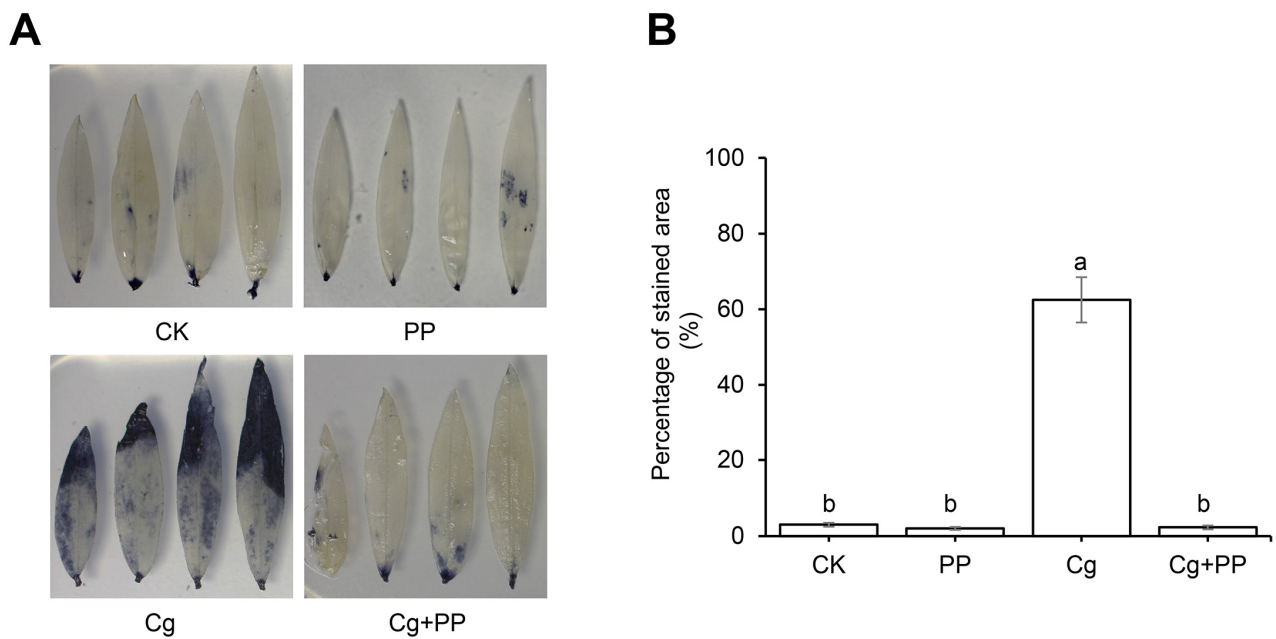 A
CK
PP
Cg
Cg+PP
B
Percentage of stained area
(%)
100
80
60
40
20
0
b
b
a
b
CK
PP
Cg
Cg+PP